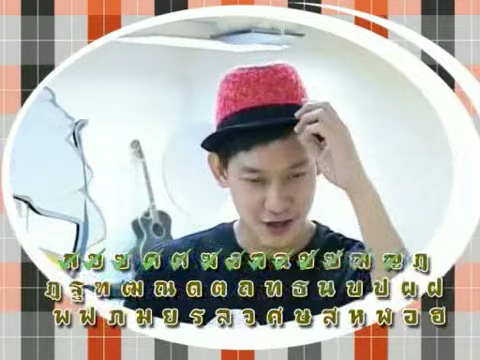 ก ข ฃ ค ฅ ฆ ง จ ฉ ช ซ ฌ ญ ฎ
ฏ ฐ ฑ ฒ ณ ด ต ถ ท ธ น บ ป ผ ฝ
พ ฟ ภ ม ย ร ล ว ศ ษ ส ห ฬ อ ฮ